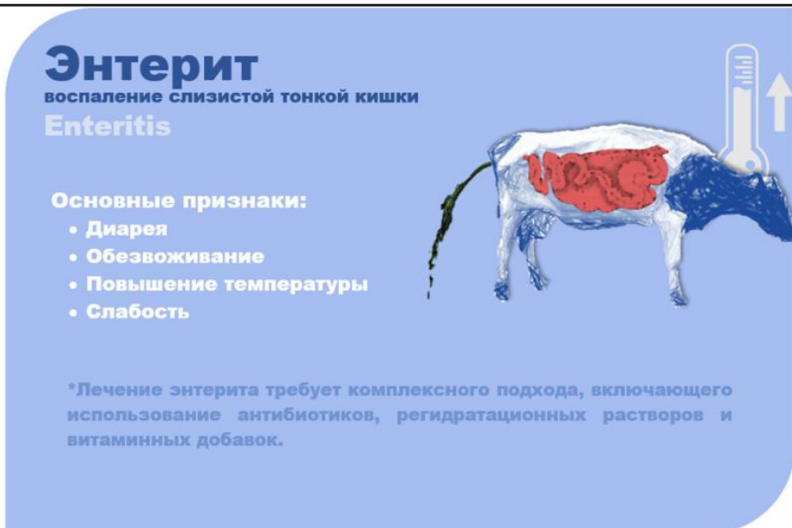 Энтерит
воспаление слизистой тонкой кишки
Enteritis
Основные признаки:
• Диарея
• Обезвоживание
• Повышение температуры
• Слабость
*Лечение энтерита требует комплексного подхода, включающего
использование антибиотиков, регидратационных растворов и
витаминных добавок.